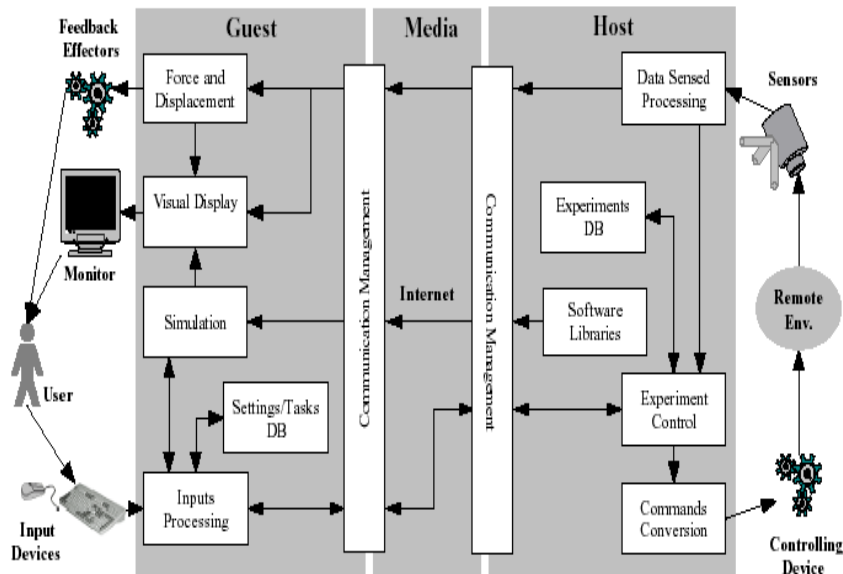 Guest
Media
Host
Feedback
Effectors
Force and
Displacement
Data Sensed
Processing
Sensors
Visual Display
Experiments
DB
Monitor
Communication Management
Communication Management
Internet
Simulation
Software
Libraries
Remote
Env.
User
Settings/Tasks
DB
Experiment
Control
Inputs
Processing
Commands
Conversion
Input
Devices
Controlling
Device